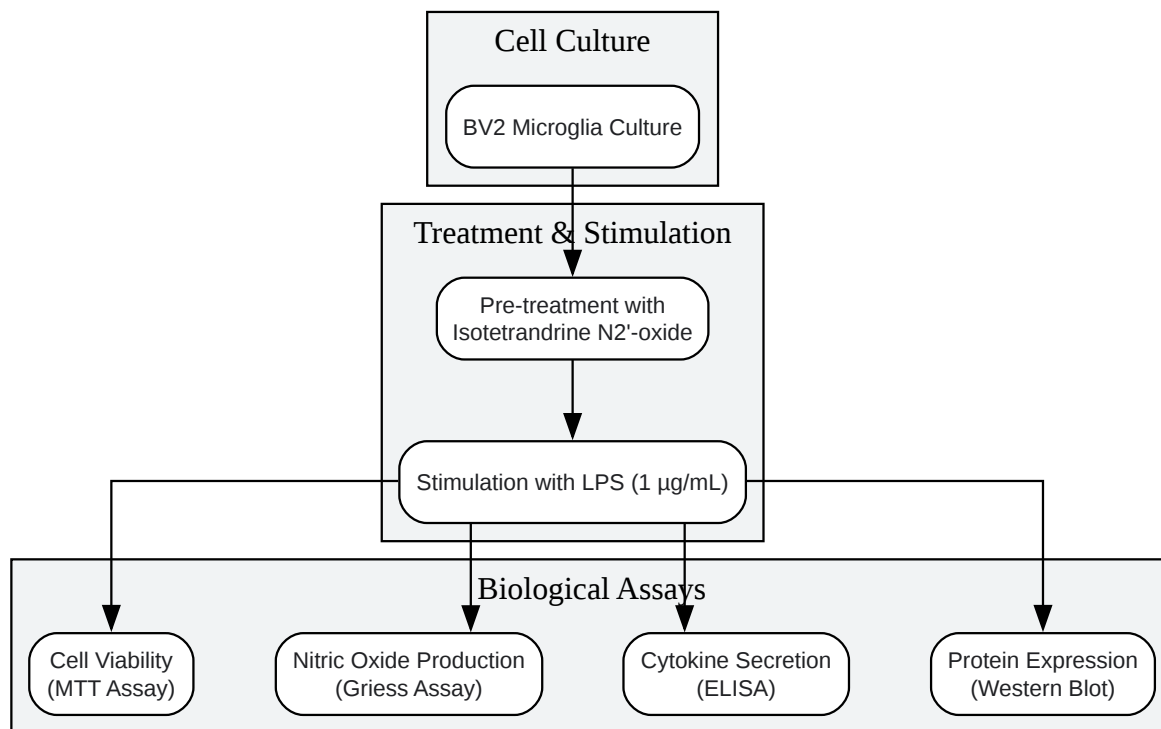 Cell Culture
BV2 Microglia Culture
Treatment & Stimulation
Pre-treatment with
Isotetrandrine N2'-oxide
Stimulation with LPS (1 µg/mL)
Biological Assays
Cell Viability
(MTT Assay)
Nitric Oxide Production
(Griess Assay)
Cytokine Secretion
(ELISA)
Protein Expression
(Western Blot)